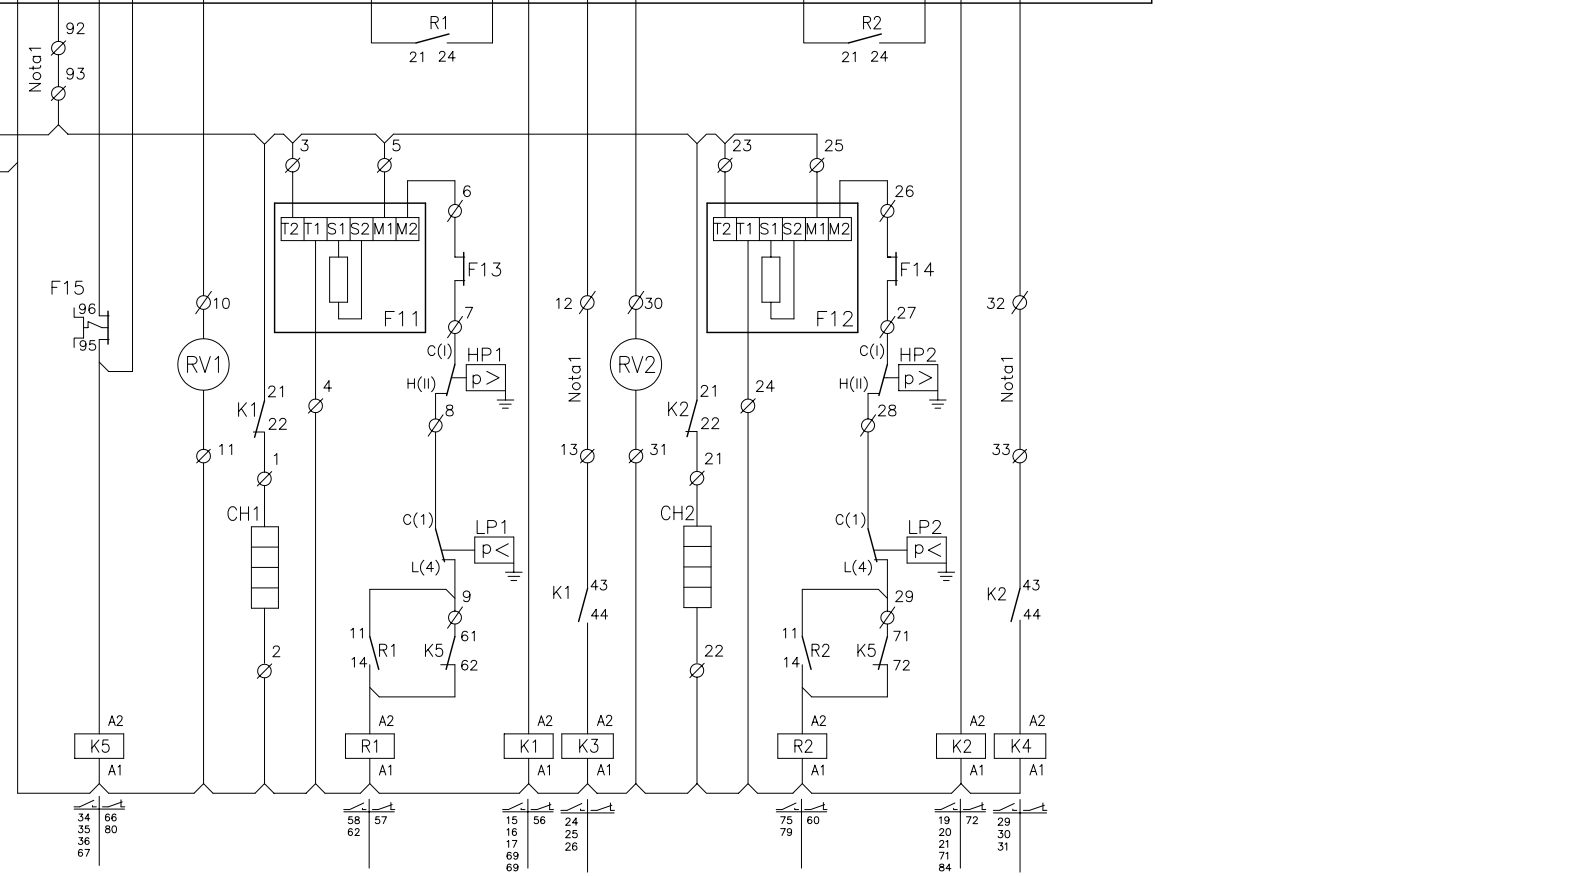 R1
21 24
R2
21 24
92
93
Nota1
3
5
23
25
6
26
T2 T1 S1 S2 M1 M2
T2 T1 S1 S2 M1 M2
F13
F14
F11
F12
F15
96
95
10
12
30
32
7
27
C(I)
C(I)
HP1
HP2
p>
p>
H(II)
H(II)
RV1
RV2
Nota1
Nota1
K1
21
22
4
8
K2
21
22
24
28
11
13
31
33
1
21
CH1
CH2
C(1)
C(1)
LP1
LP2
p<
p<
L(4)
L(4)
9
29
K1
43
44
K2
43
44
11
14
R1
K5
61
62
11
14
R2
K5
71
72
2
22
A2
A2
A2
A2
A2
A2
A2
K5
R1
K1
K3
R2
K2
K4
A1
A1
A1
A1
A1
A1
A1
34 66
35 80
36
67
58 57
62
15 56
16
17
69
69
24
25
26
75 60
79
19 72
20
21
71
84
29
30
31